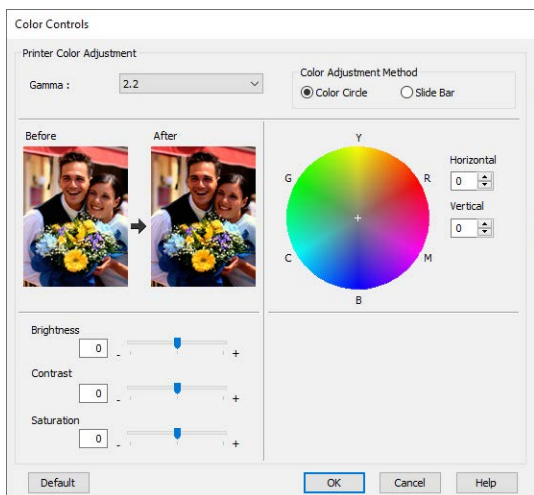 Color Controls
Printer Color Adjustment
Gamma :
2.2
Color Adjustment Method
Color Circle
Slide Bar
Before
After
Y
G
R
C
M
B
Horizontal
0
Vertical
0
Brightness
0
-
+
Contrast
0
-
+
Saturation
0
-
+
Default
OK
Cancel
Help